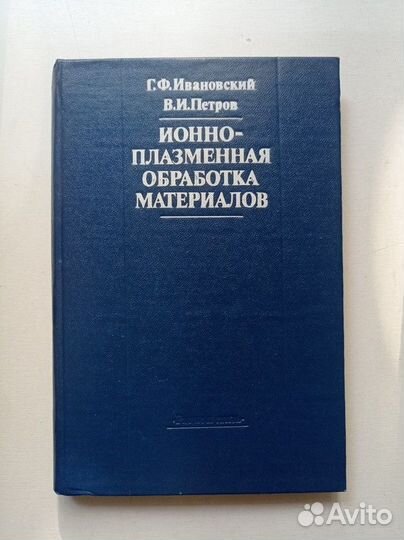 Г.Ф.Ивановский
В.И.Петров
ИОННО-
ПЛАЗМЕННАЯ
ОБРАБОТКА
МАТЕРИАЛОВ
Avito